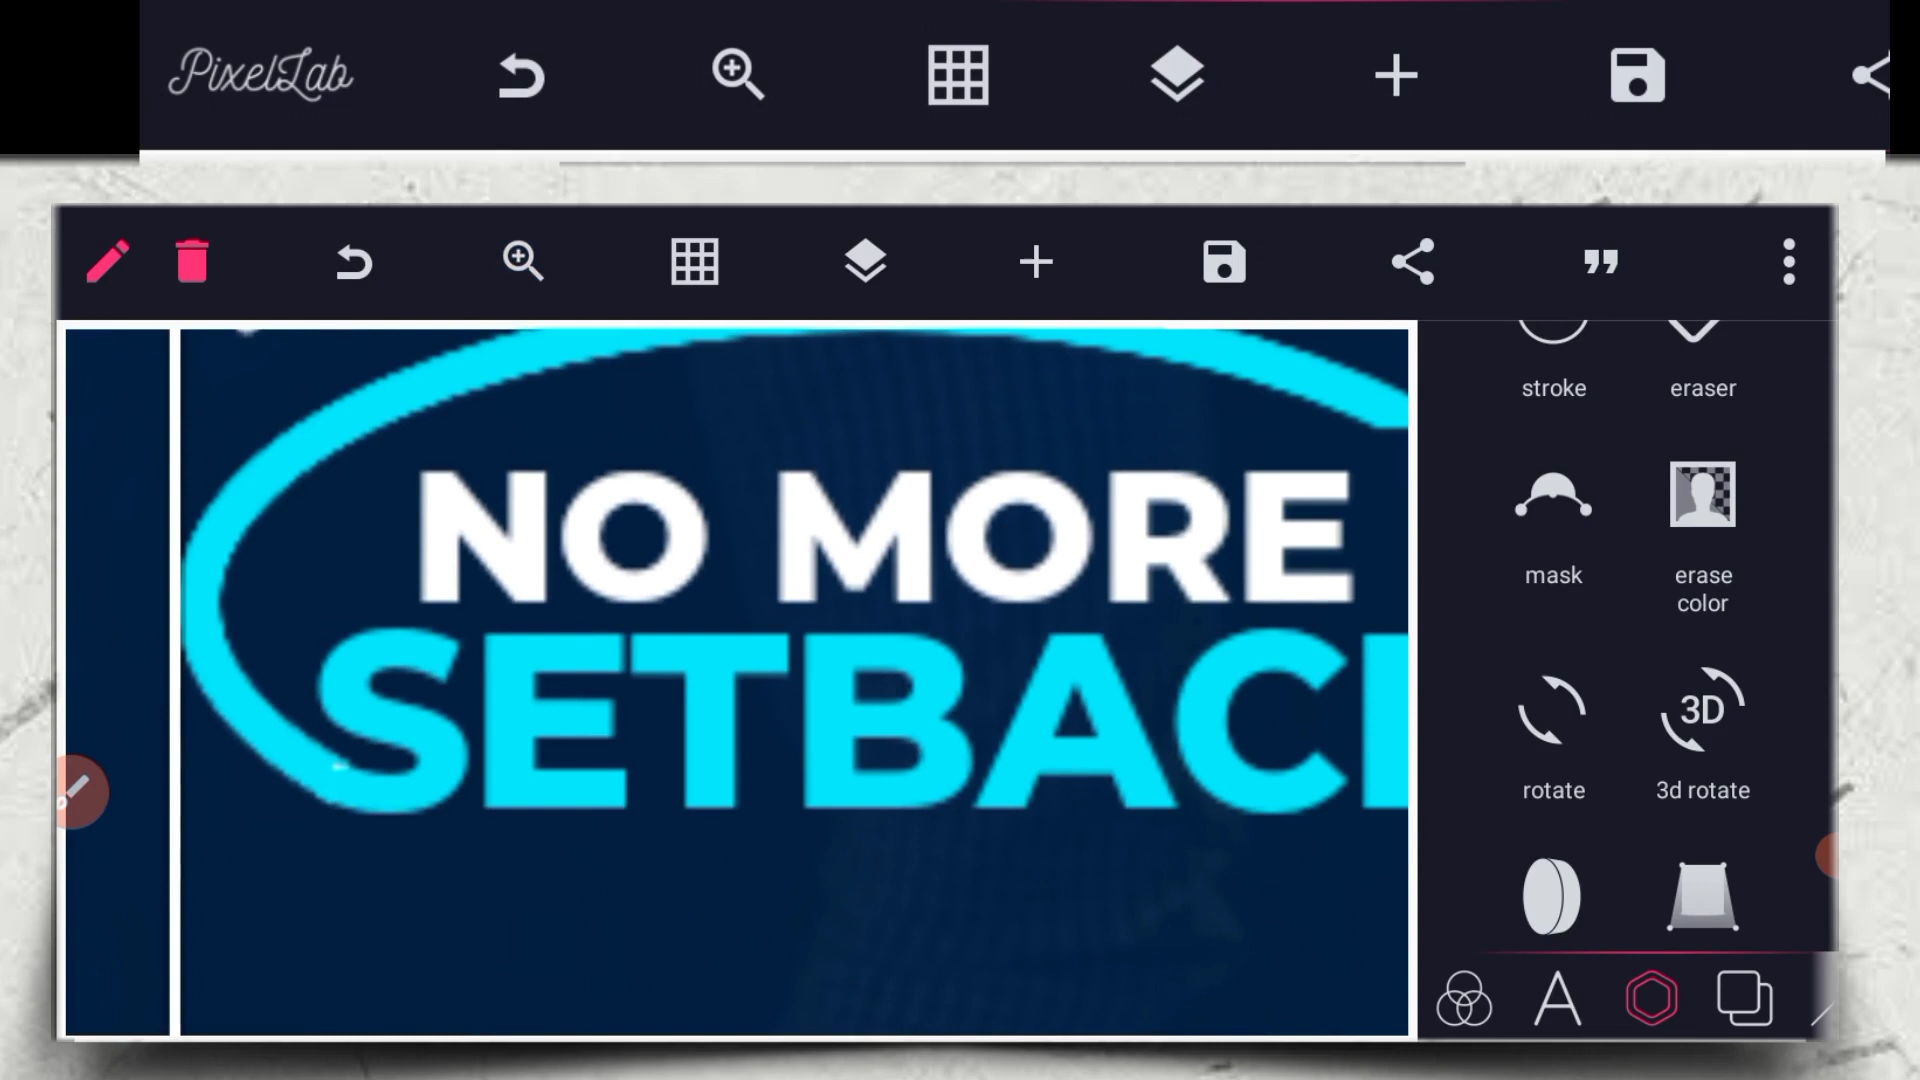 PixelLab
NO MORE
SETBAC
stroke
eraser
mask
erase
color
rotate
3D
3d rotate